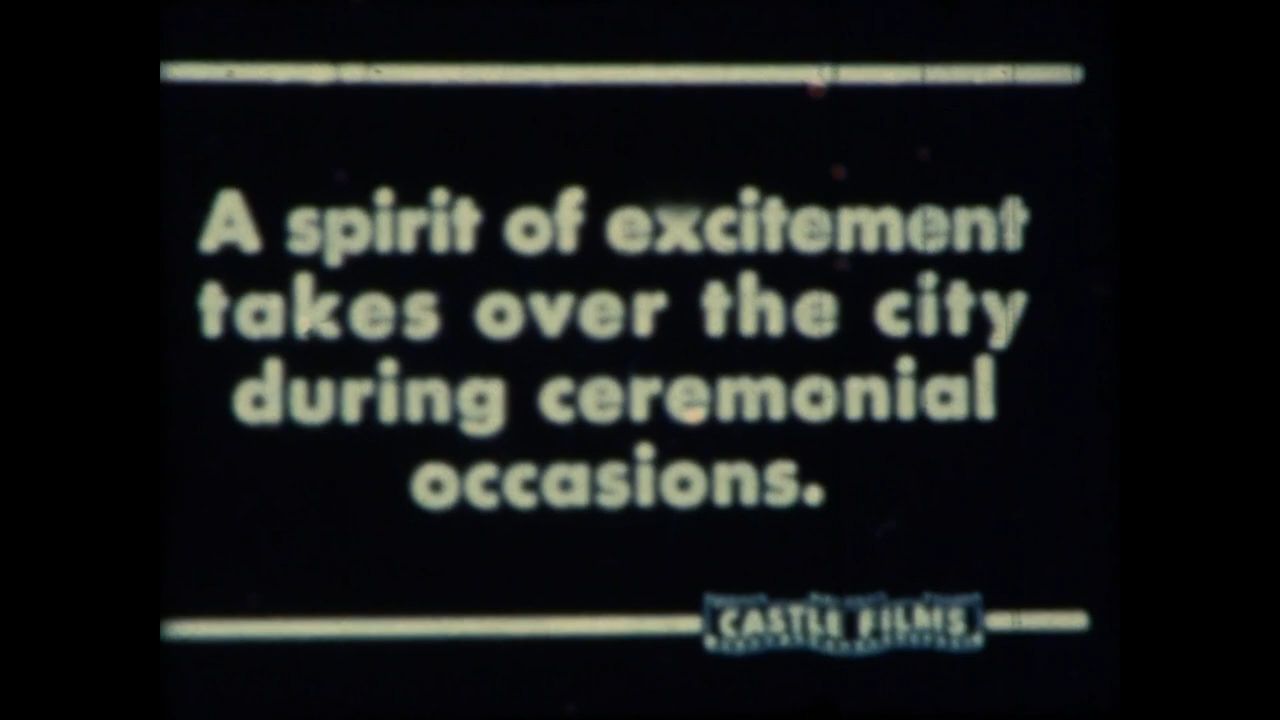 A spirit of excitement
takes over the city
during ceremonial
occasions.
CASTLE FILMS